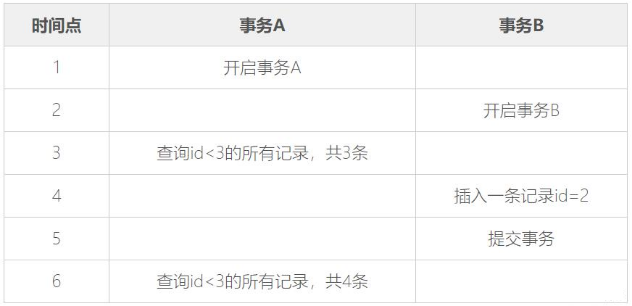 时间点 事务A 事务B
1 开启事务A
2 开启事务B
3 查询id<3的所有记录，共3条
4 插入一条记录id=2
5 提交事务
6 查询id<3的所有记录，共4条